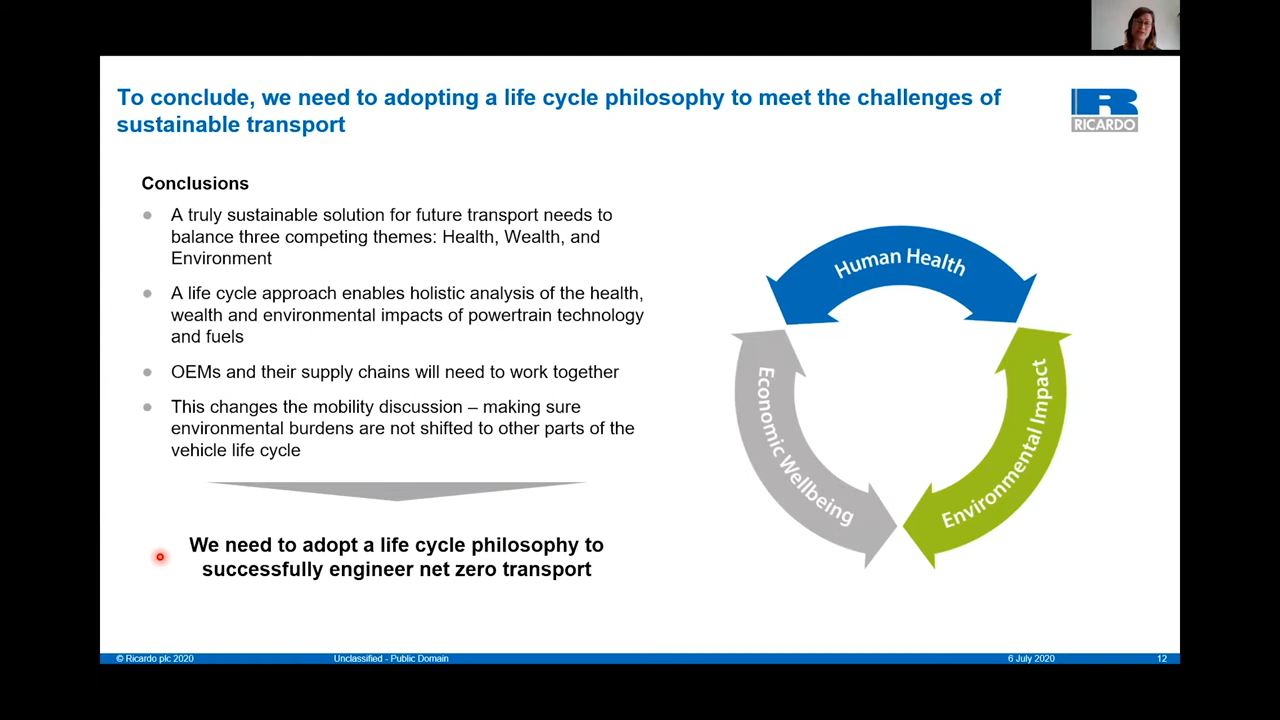 To conclude, we need to adopting a life cycle philosophy to meet the challenges of
sustainable transport
RICARDO
Conclusions
A truly sustainable solution for future transport needs to
balance three competing themes: Health, Wealth, and
Environment
A life cycle approach enables holistic analysis of the health,
wealth and environmental impacts of powertrain technology
and fuels
OEMs and their supply chains will need to work together
This changes the mobility discussion – making sure
environmental burdens are not shifted to other parts of the
vehicle life cycle
We need to adopt a life cycle philosophy to
successfully engineer net zero transport
Human Health
Economic Wellbeing
Environmental Impact
© Ricardo plc 2020
Unclassified - Public Domain
6 July 2020
12